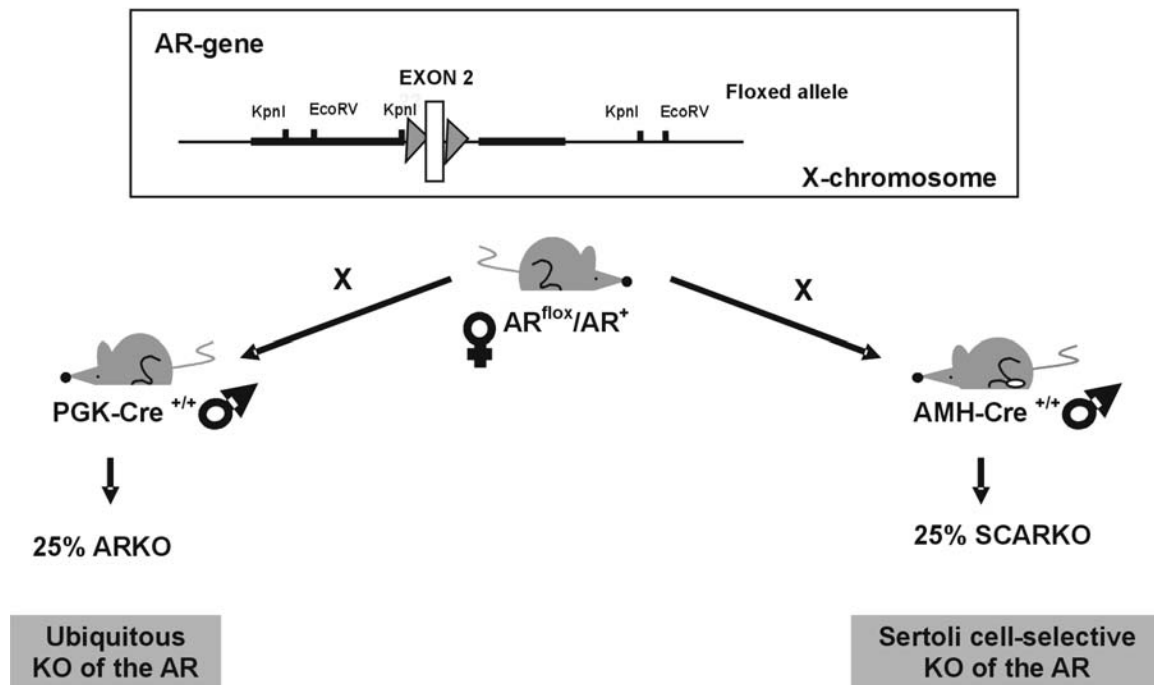 AR-gene
EXON 2
KpnI
EcoRV
KpnI
Floxed allele
KpnI
EcoRV
X-chromosome
X
X
AR^flox/AR^+
PGK-Cre ^+/+
AMH-Cre ^+/+
25% ARKO
25% SCARKO
Ubiquitous
KO of the AR
Sertoli cell-selective
KO of the AR